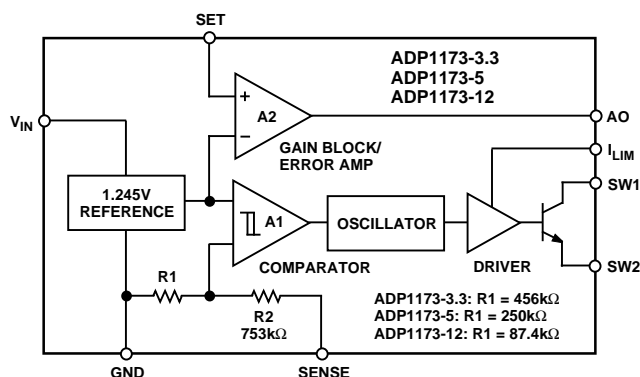 SET
ADP1173-3.3
ADP1173-5
ADP1173-12
V_IN
+
A2
−
AO
GAIN BLOCK/
ERROR AMP
I_LIM
SW1
1.245V
REFERENCE
A1
OSCILLATOR
COMPARATOR
DRIVER
SW2
R1
R2
753kΩ
ADP1173-3.3: R1 = 456kΩ
ADP1173-5: R1 = 250kΩ
ADP1173-12: R1 = 87.4kΩ
GND
SENSE